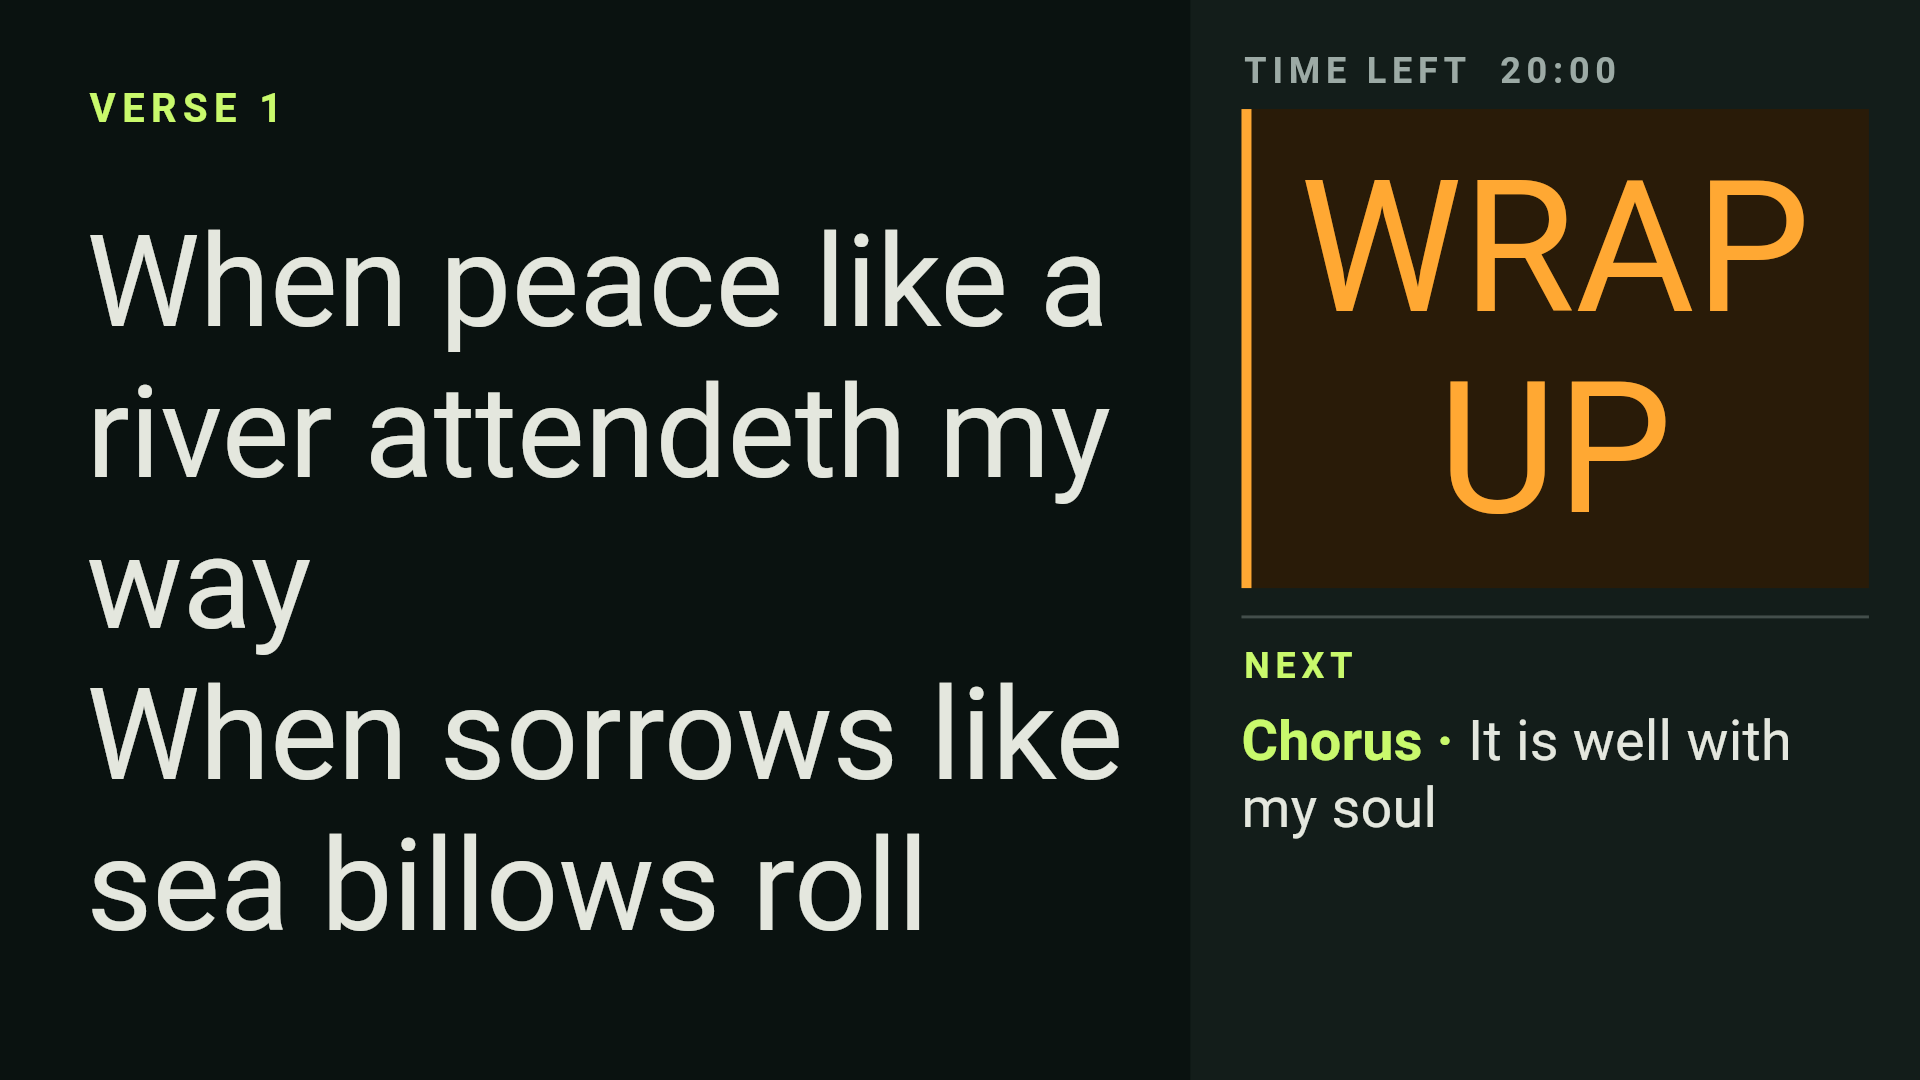 VERSE 1
When peace like a
river attendeth my
way
When sorrows like
sea billows roll
TIME LEFT 20:00
WRAP
UP
NEXT
Chorus · It is well with
my soul